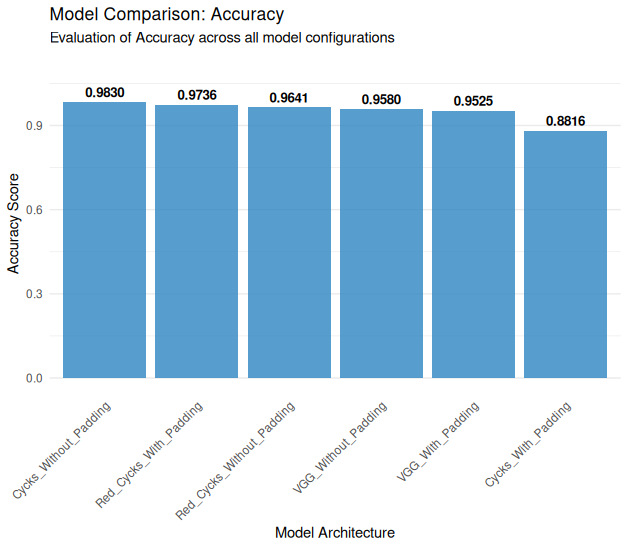 Model Comparison: Accuracy
Evaluation of Accuracy across all model configurations
0.9830
0.9736
0.9641
0.9580
0.9525
0.8816
0.9
0.6
0.3
0.0
Accuracy Score
Cycks_Without_Padding
Red_Cycks_With_Padding
Red_Cycks_Without_Padding
VGG_Without_Padding
VGG_With_Padding
Cycks_With_Padding
Model Architecture